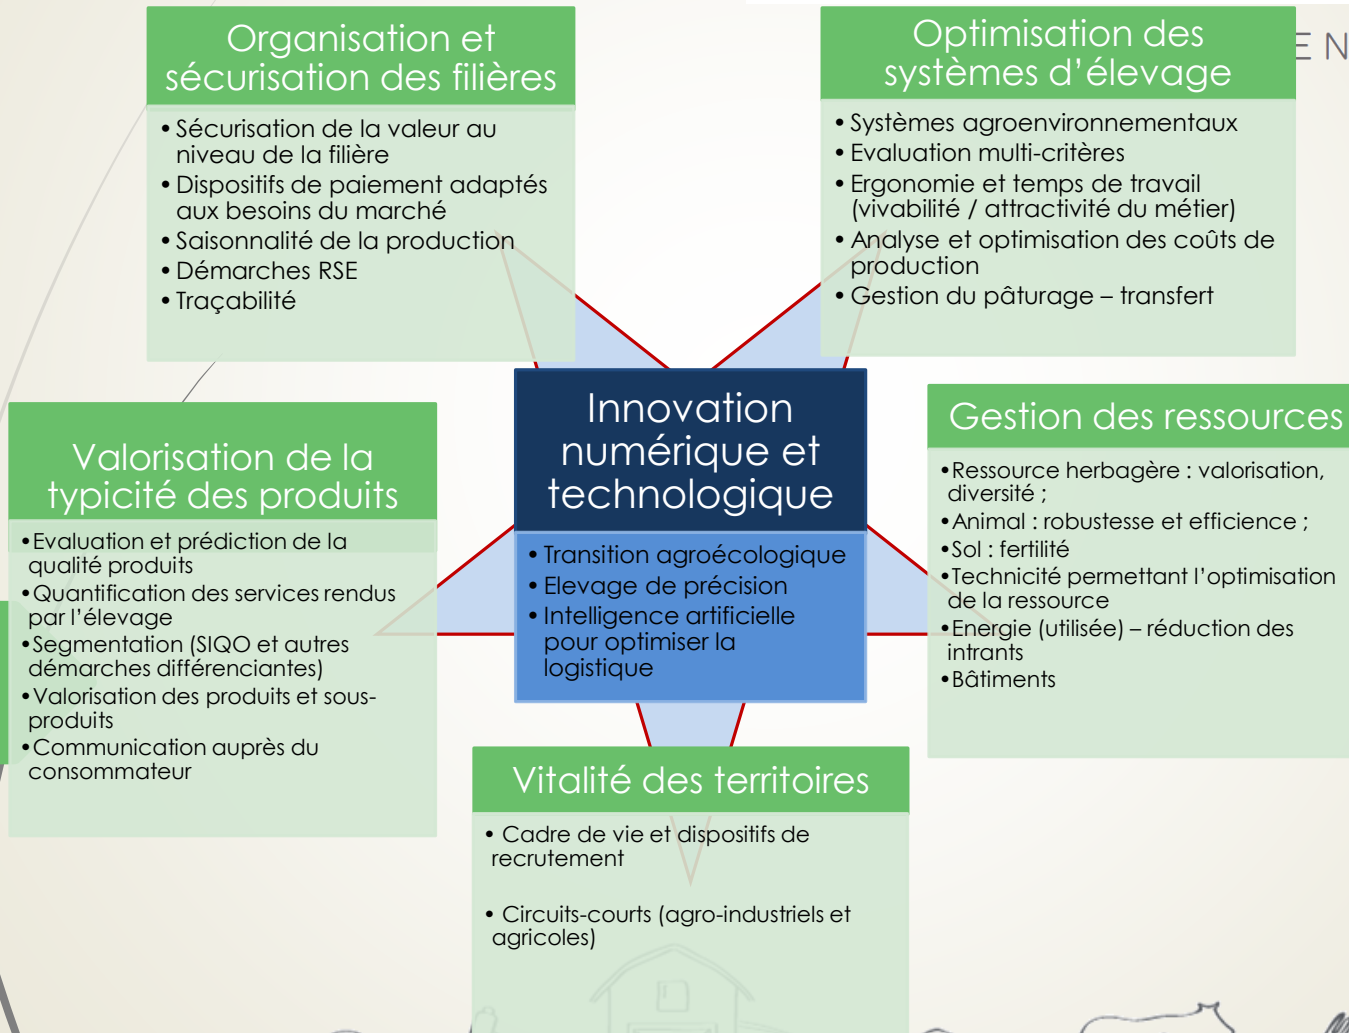 Organisation et
sécurisation des filières
• Sécurisation de la valeur au
niveau de la filière
• Dispositifs de paiement adaptés
aux besoins du marché
• Saisonnalité de la production
• Démarches RSE
• Traçabilité
Optimisation des
systèmes d’élevage
• Systèmes agroenvironnementaux
• Evaluation multi-critères
• Ergonomie et temps de travail
(vivabilité / attractivité du métier)
• Analyse et optimisation des coûts de
production
• Gestion du pâturage – transfert
EN
Valorisation de la
typicité des produits
• Evaluation et prédiction de la
qualité produits
• Quantification des services rendus
par l’élevage
• Segmentation (SIQO et autres
démarches différenciantes)
• Valorisation des produits et sous-
produits
• Communication auprès du
consommateur
Innovation
numérique et
technologique
• Transition agroécologique
• Elevage de précision
• Intelligence artificielle
pour optimiser la
logistique
Gestion des ressources
• Ressource herbagère : valorisation,
diversité ;
• Animal : robustesse et efficience ;
• Sol : fertilité
• Technicité permettant l’optimisation
de la ressource
• Energie (utilisée) – réduction des
intrants
• Bâtiments
Vitalité des territoires
• Cadre de vie et dispositifs de
recrutement
• Circuits-courts (agro-industriels et
agricoles)